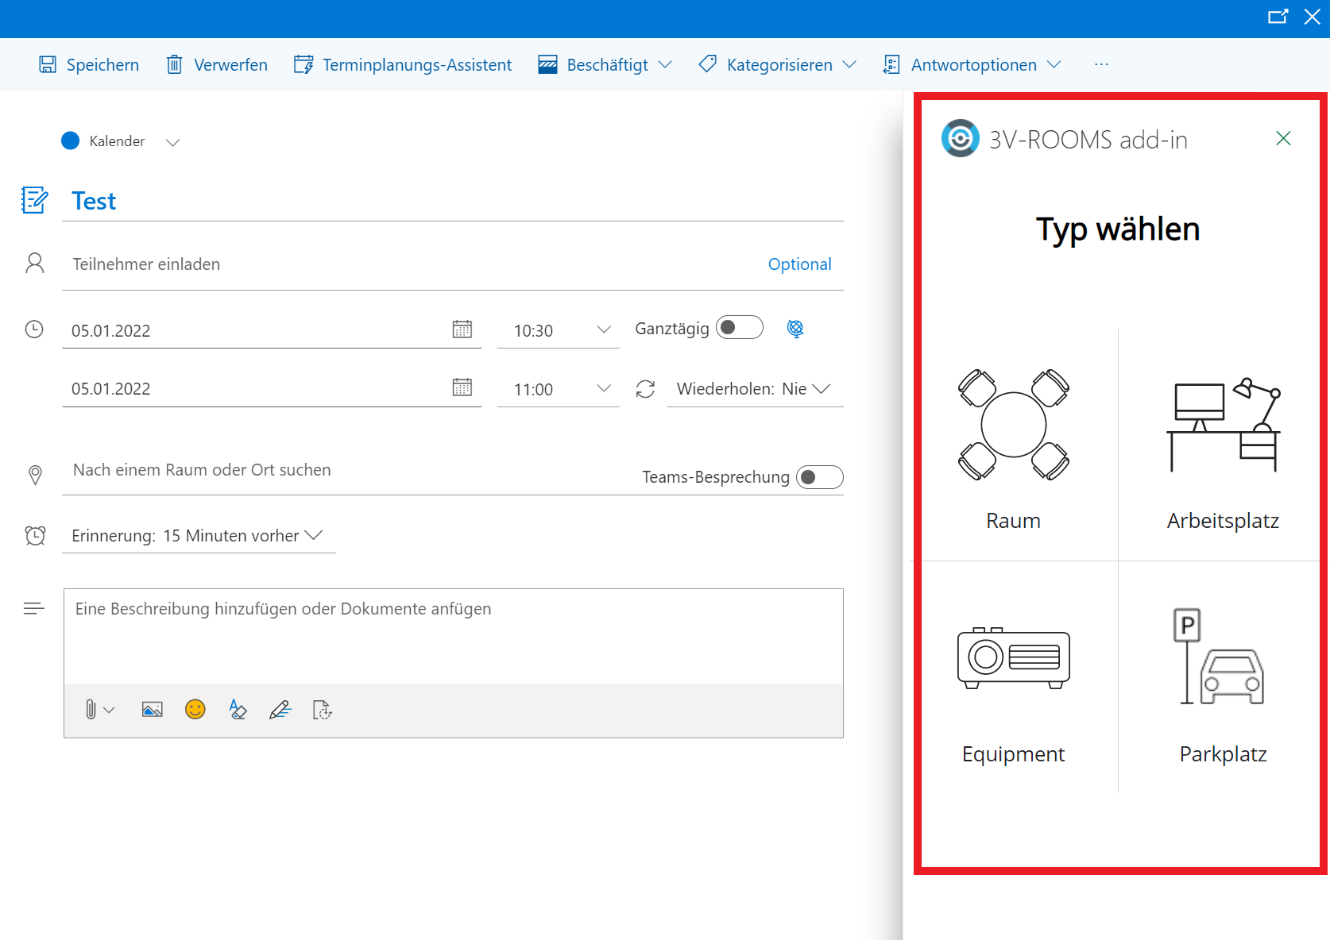 Speichern Verwerfen Terminplanungs-Assistent Beschäftigt Kategorisieren Antwortoptionen ...
Kalender
Test
Teilnehmer einladen Optional
05.01.2022 10:30 Ganztägig
05.01.2022 11:00 Wiederholen: Nie
Nach einem Raum oder Ort suchen
Teams-Besprechung
Erinnerung: 15 Minuten vorher
Eine Beschreibung hinzufügen oder Dokumente anfügen
3V-ROOMS add-in
Typ wählen
Raum Arbeitsplatz
P
Equipment Parkplatz